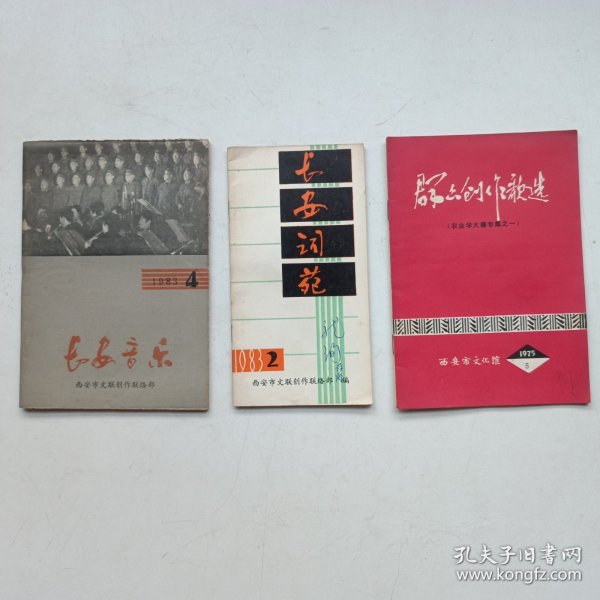 1983 4
长安音乐
西安市文联创作联络部
长安词苑
1983 2
西安市文联创作联络部 编
群众创作歌选
(农业学大寨专辑之一)
西安市文化馆
1975
5
孔夫子旧书网
www.kongfz.com